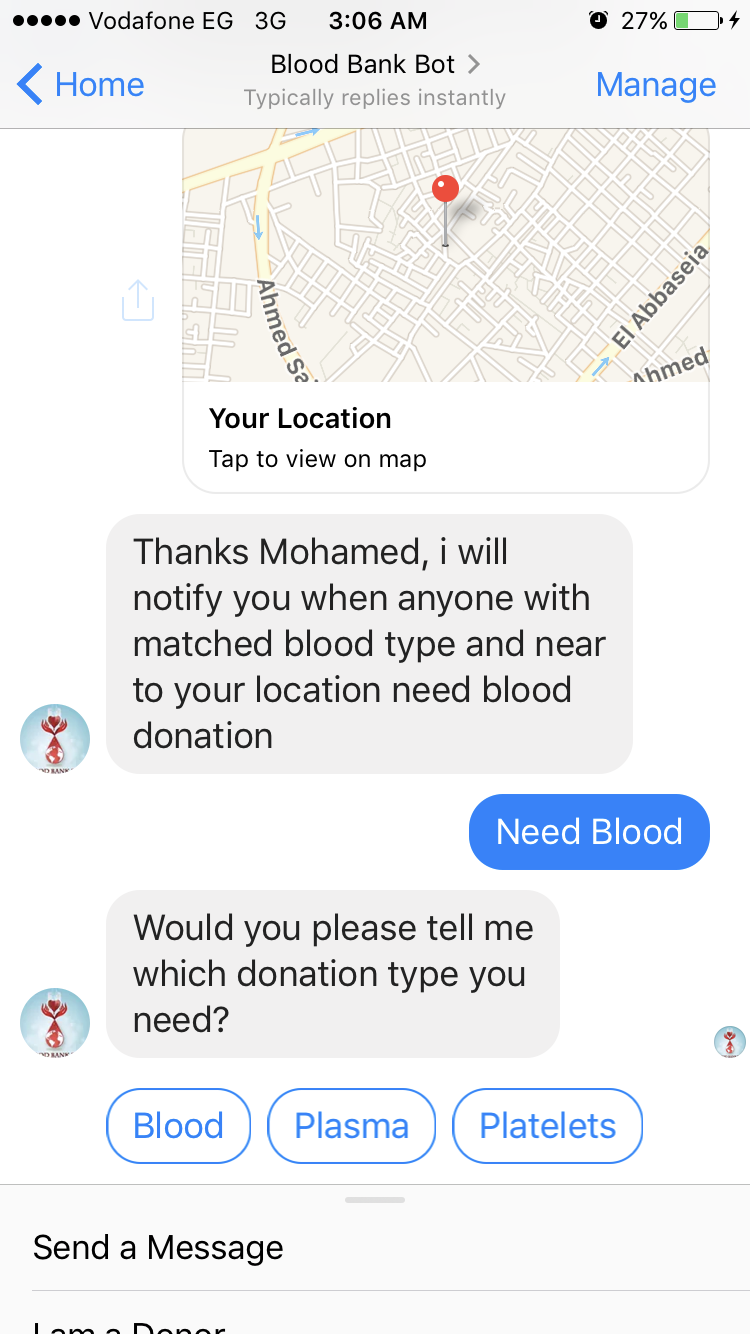 Vodafone EG 3G 3:06 AM 27%
Home
Blood Bank Bot
Typically replies instantly
Manage
Ahmed Sa
El Abbaseia
Ahmed
Your Location
Tap to view on map
Thanks Mohamed, i will
notify you when anyone with
matched blood type and near
to your location need blood
donation
Need Blood
Would you please tell me
which donation type you
need?
Blood Plasma Platelets
Send a Message
I am a Donor